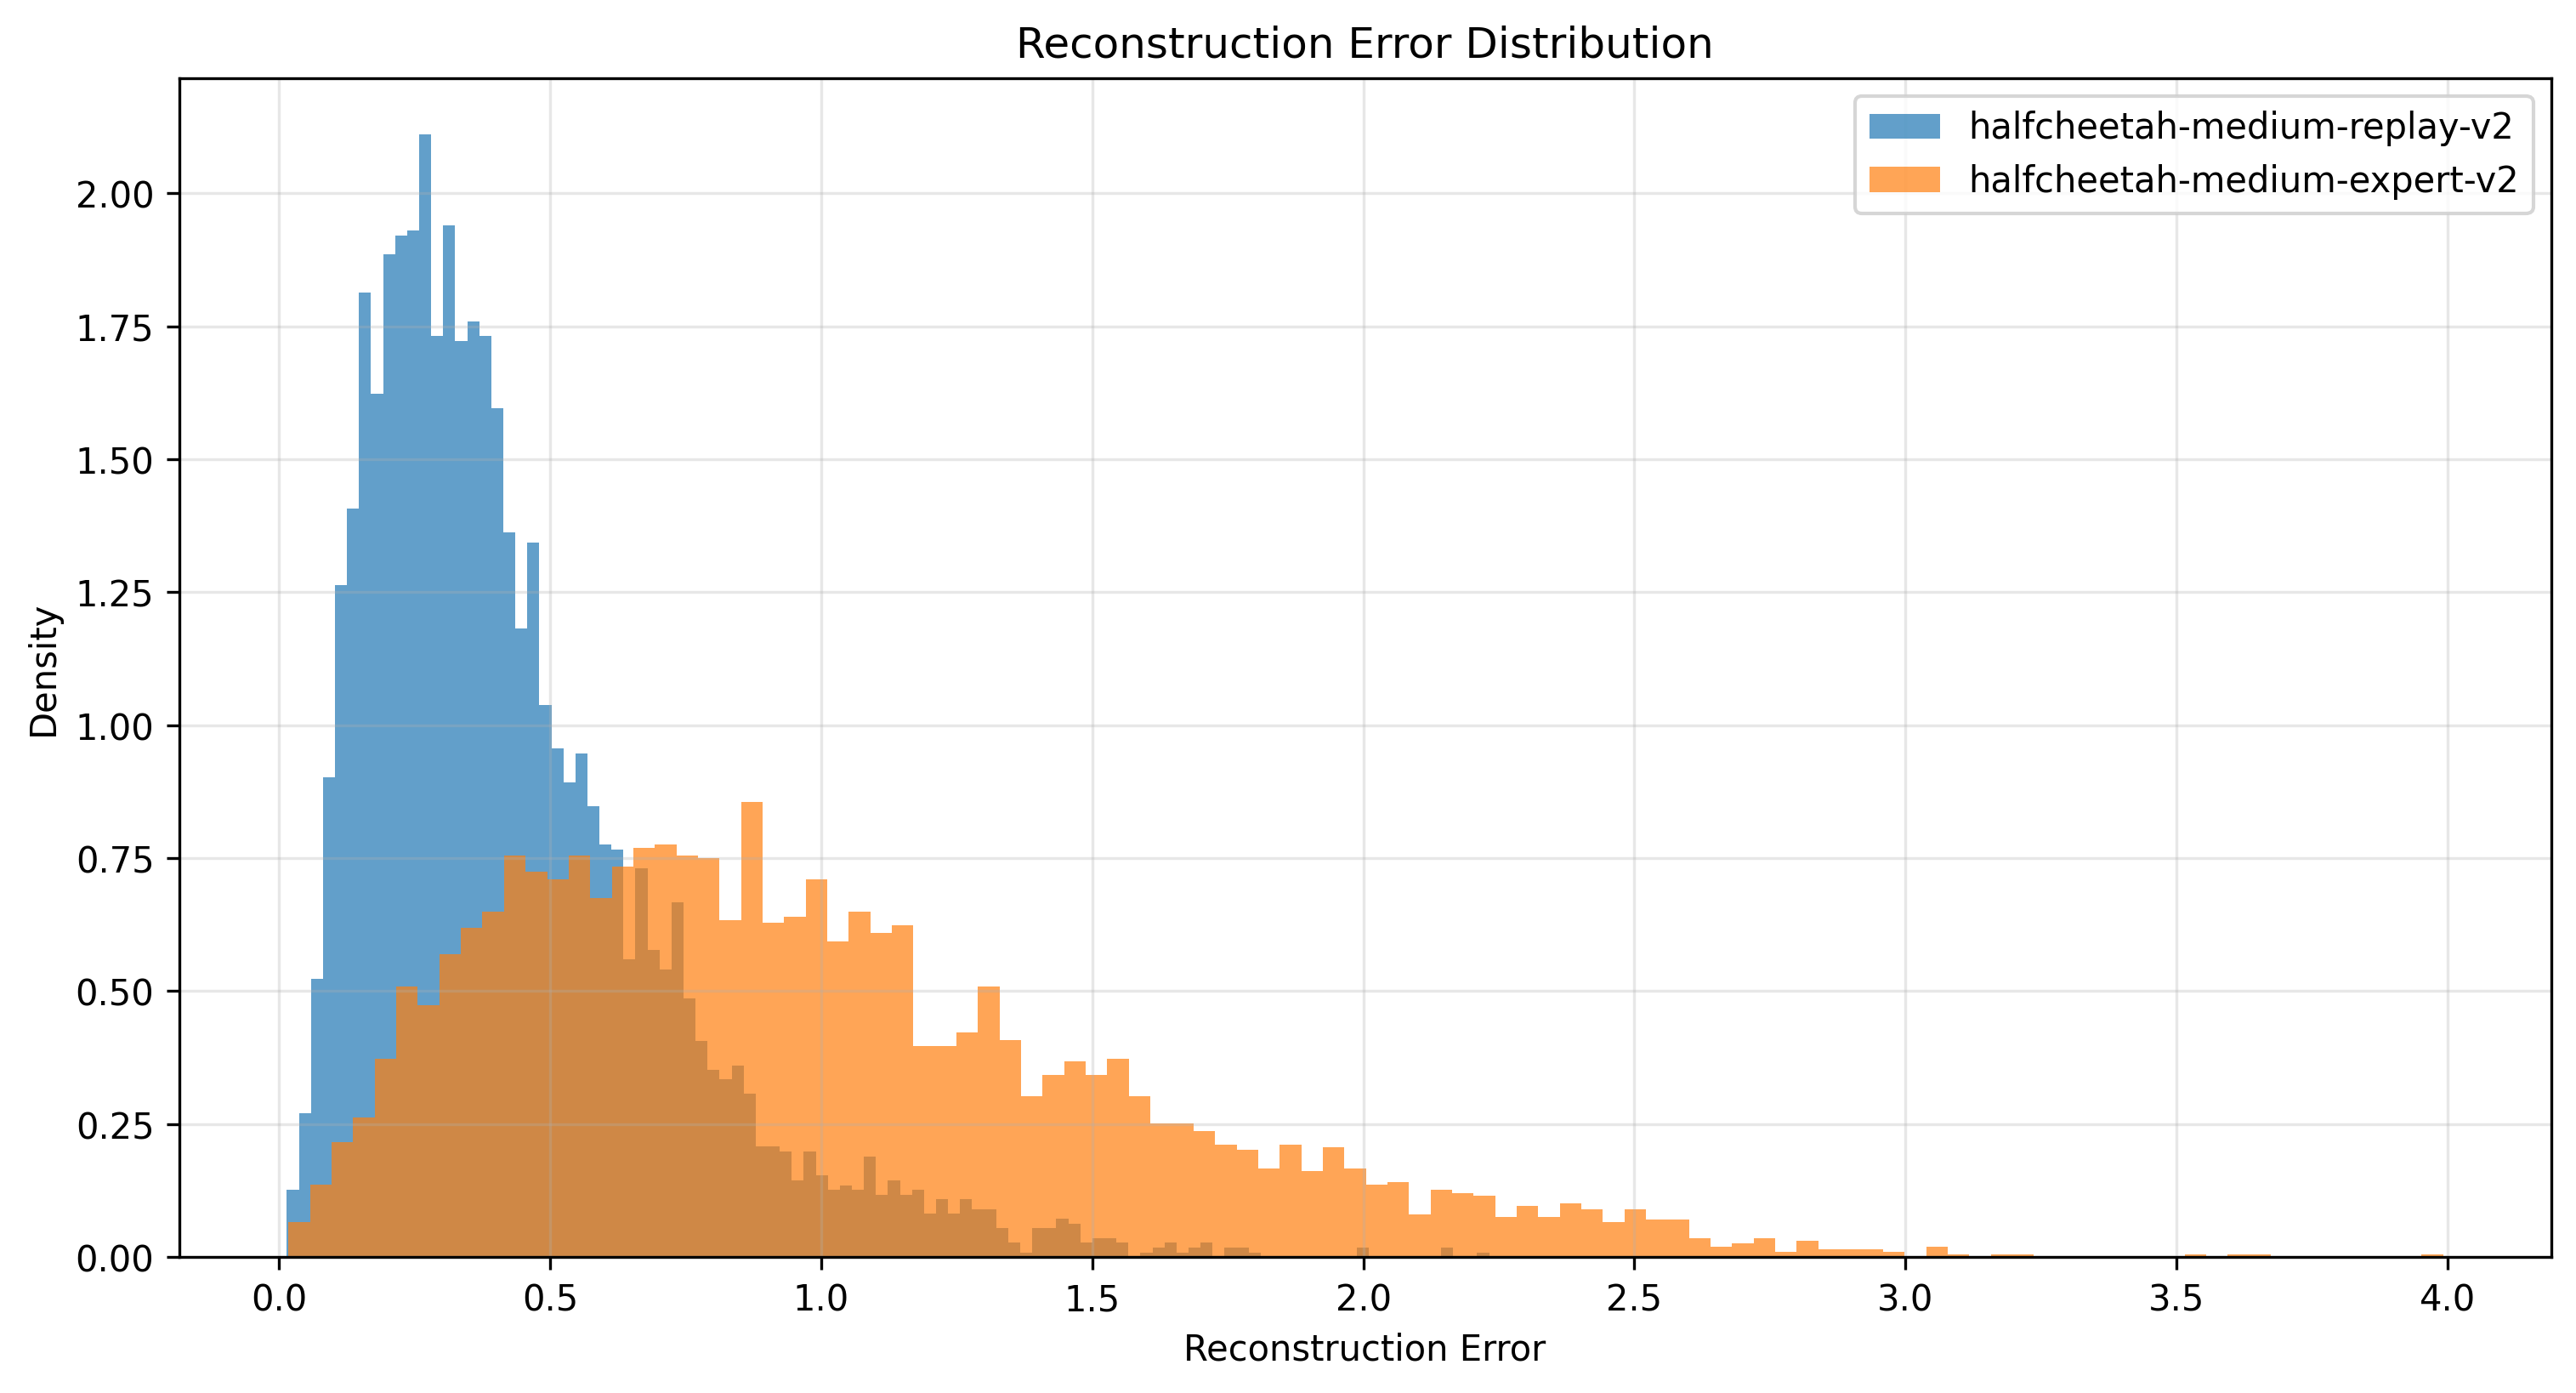 Reconstruction Error Distribution
halfcheetah-medium-replay-v2
halfcheetah-medium-expert-v2
Density
2.00
1.75
1.50
1.25
1.00
0.75
0.50
0.25
0.00
0.0 0.5 1.0 1.5 2.0 2.5 3.0 3.5 4.0
Reconstruction Error